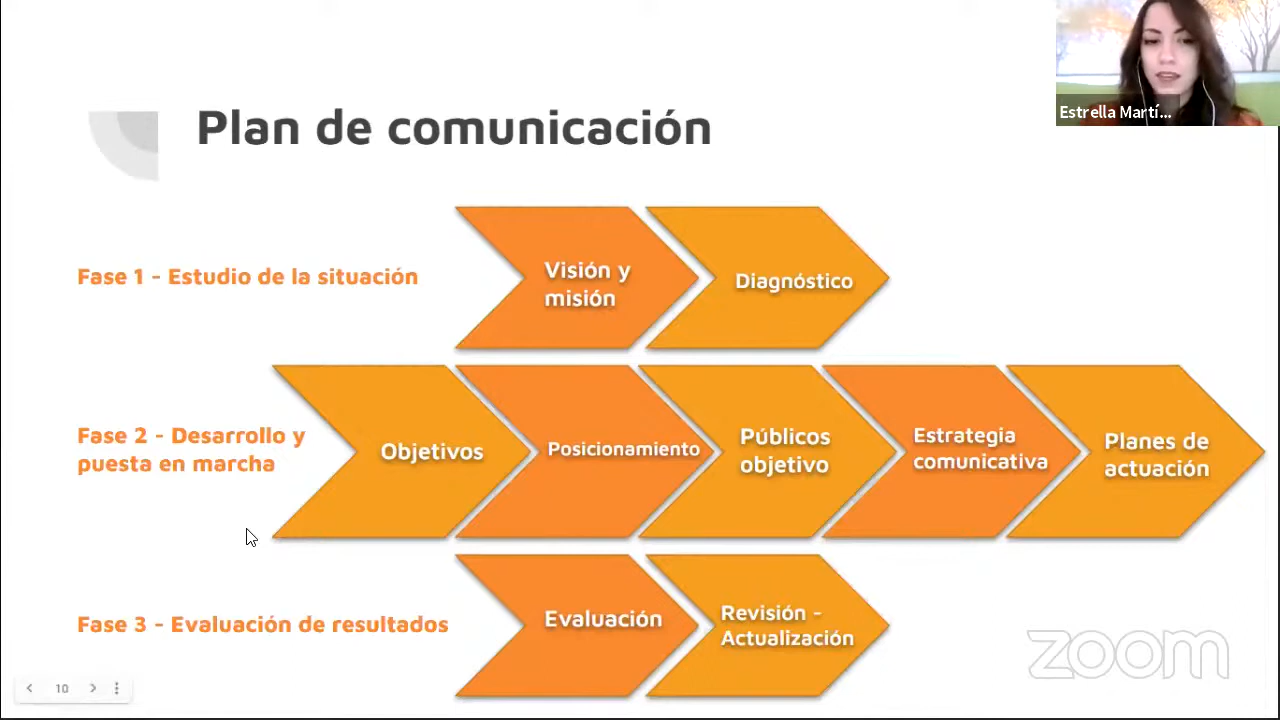 Estrella Martí...
Plan de comunicación
Fase 1 - Estudio de la situación
Visión y
misión
Diagnóstico
Fase 2 - Desarrollo y
puesta en marcha
Objetivos
Posicionamiento
Públicos
objetivo
Estrategia
comunicativa
Planes de
actuación
Fase 3 - Evaluación de resultados
Evaluación
Revisión -
Actualización
zoom
10